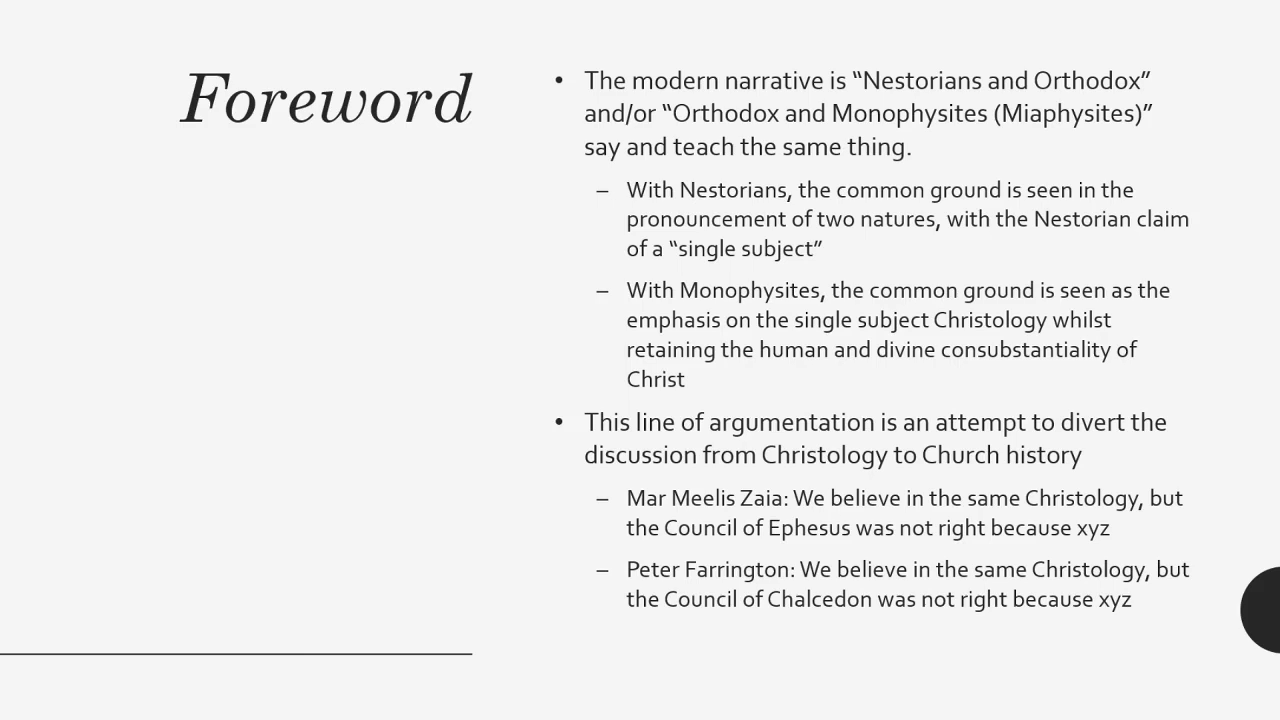 Foreword
• The modern narrative is “Nestorians and Orthodox”
and/or “Orthodox and Monophysites (Miaphysites)”
say and teach the same thing.
– With Nestorians, the common ground is seen in the
pronouncement of two natures, with the Nestorian claim
of a “single subject”
– With Monophysites, the common ground is seen as the
emphasis on the single subject Christology whilst
retaining the human and divine consubstantiality of
Christ
• This line of argumentation is an attempt to divert the
discussion from Christology to Church history
– Mar Meelis Zaia: We believe in the same Christology, but
the Council of Ephesus was not right because xyz
– Peter Farrington: We believe in the same Christology, but
the Council of Chalcedon was not right because xyz